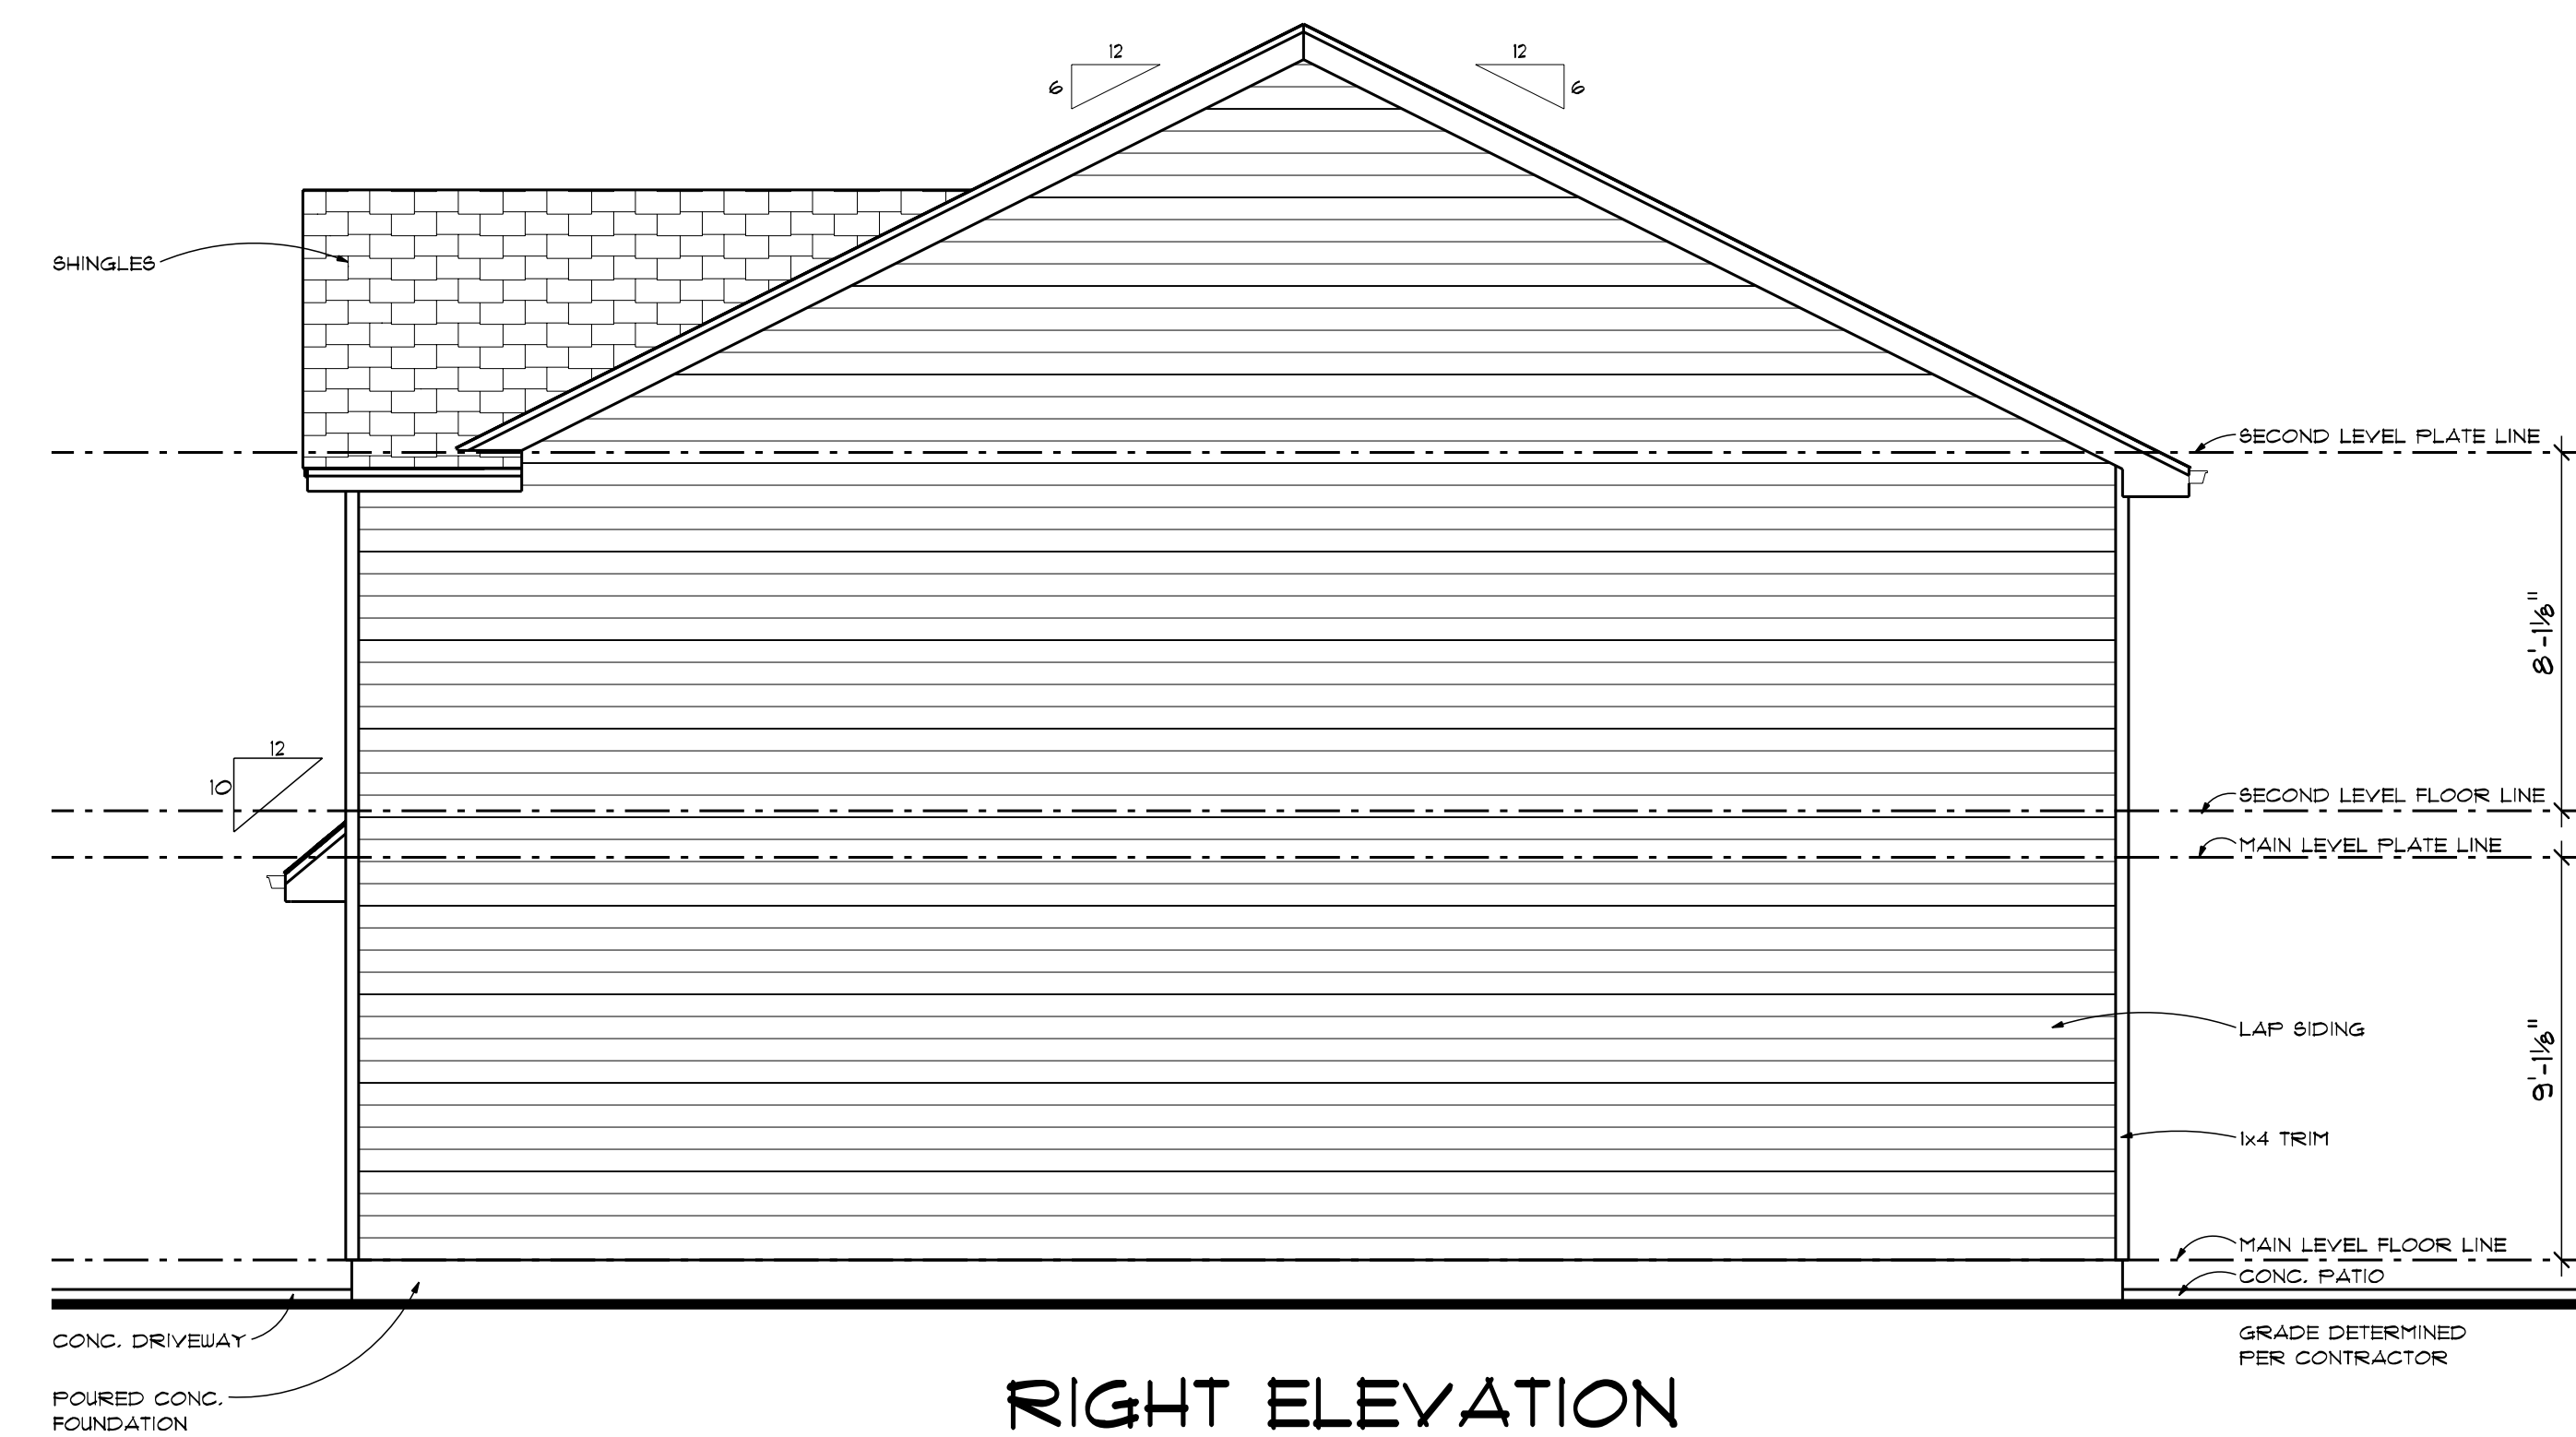 12
6
12
6
SHINGLES
SECOND LEVEL PLATE LINE
8'-1⅛"
12
10
SECOND LEVEL FLOOR LINE
MAIN LEVEL PLATE LINE
LAP SIDING
9'-1⅛"
1x4 TRIM
MAIN LEVEL FLOOR LINE
CONC. PATIO
CONC. DRIVEWAY
GRADE DETERMINED
PER CONTRACTOR
POURED CONC.
FOUNDATION
RIGHT ELEVATION